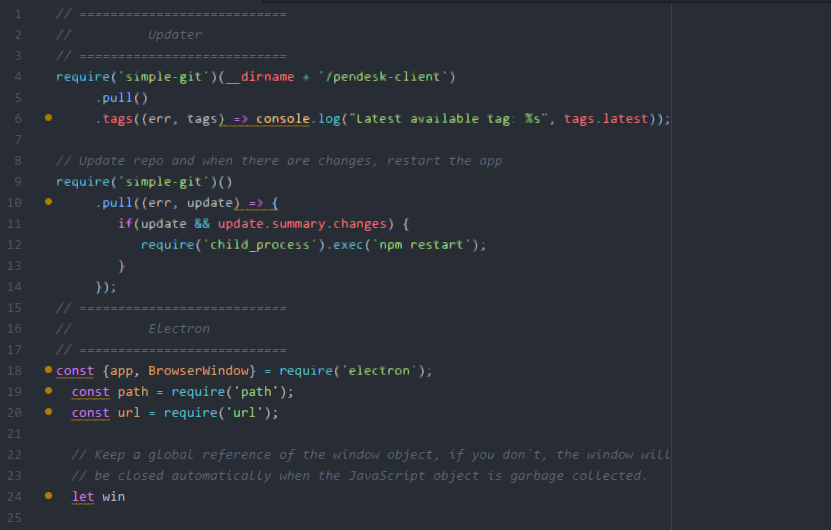 1 // ===========================
2 // Updater
3 // ===========================
4 require('simple-git')(__dirname + '/pendesk-client')
5 .pull()
6 .tags((err, tags) => console.log("Latest available tag: %s", tags.latest));
7
8 // Update repo and when there are changes, restart the app
9 require('simple-git')()
10 .pull((err, update) => {
11 if(update && update.summary.changes) {
12 require('child_process').exec('npm restart');
13 }
14 });
15 // ===========================
16 // Electron
17 // ===========================
18 const {app, BrowserWindow} = require('electron');
19 const path = require('path');
20 const url = require('url');
21
22 // Keep a global reference of the window object, if you don't, the window will
23 // be closed automatically when the JavaScript object is garbage collected.
24 let win
25